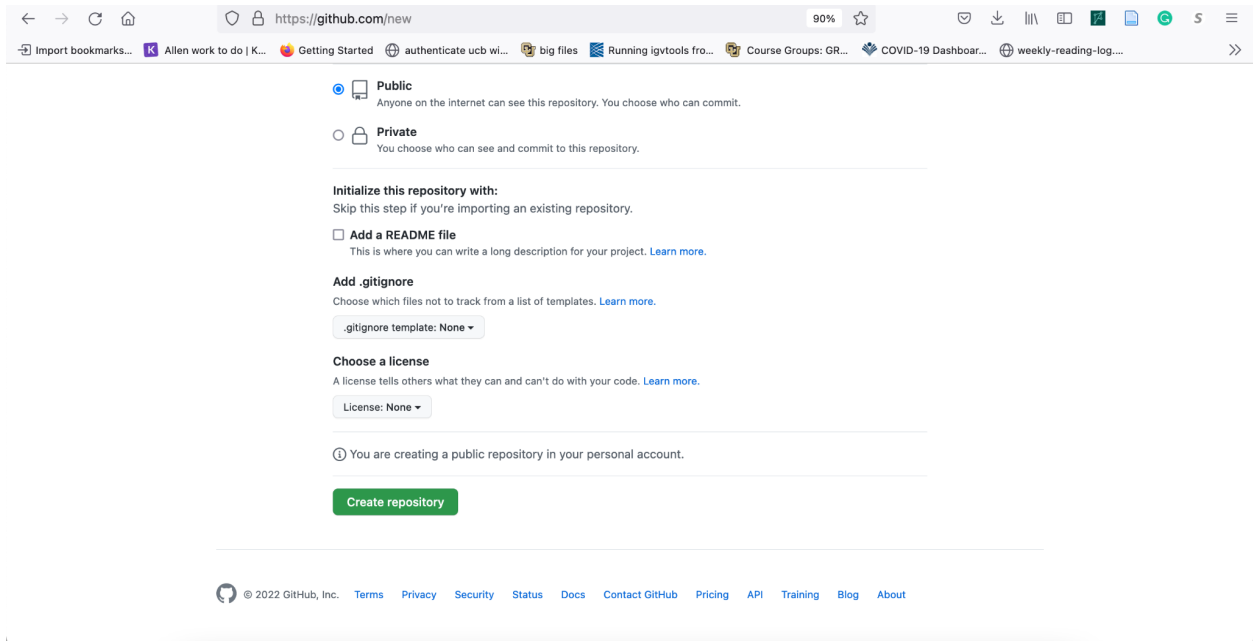 https://github.com/new
90%
Import bookmarks... K Allen work to do | K... Getting Started authenticate ucb wi... big files Running igvtools fro... Course Groups: GR... COVID-19 Dashboar... weekly-reading-log....
Public
Anyone on the internet can see this repository. You choose who can commit.
Private
You choose who can see and commit to this repository.
Initialize this repository with:
Skip this step if you're importing an existing repository.
Add a README file
This is where you can write a long description for your project. Learn more.
Add .gitignore
Choose which files not to track from a list of templates. Learn more.
.gitignore template: None
Choose a license
A license tells others what they can and can't do with your code. Learn more.
License: None
You are creating a public repository in your personal account.
Create repository
© 2022 GitHub, Inc. Terms Privacy Security Status Docs Contact GitHub Pricing API Training Blog About